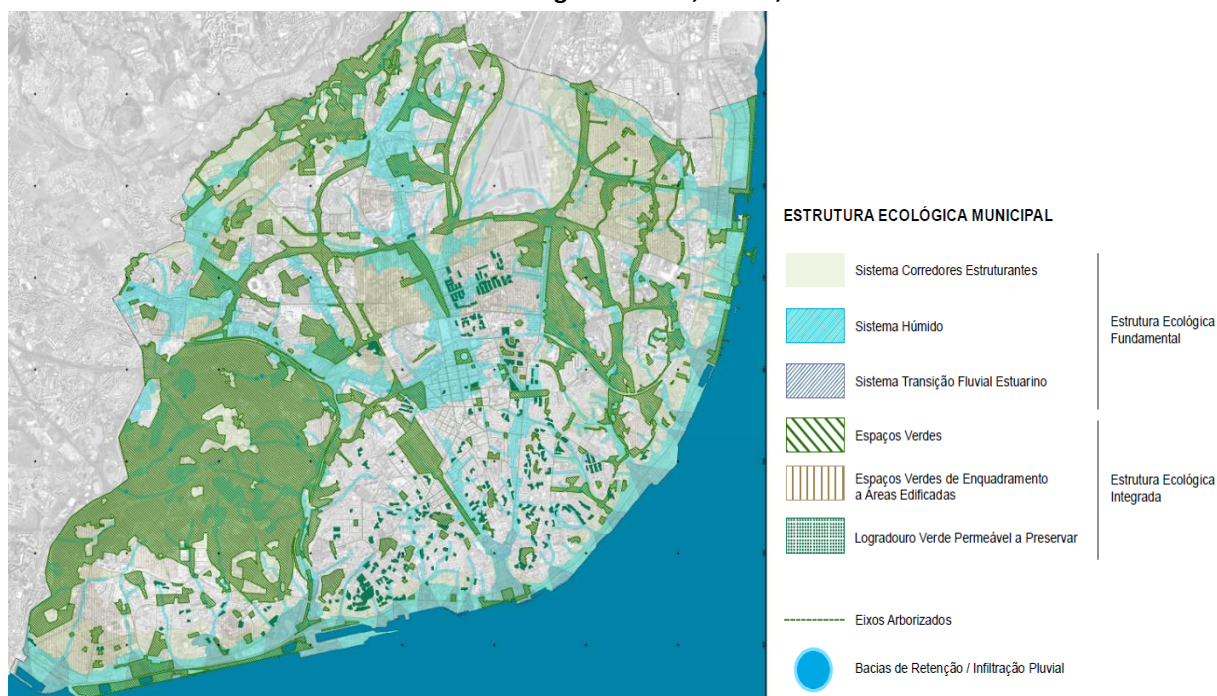 ESTRUTURA ECOLÓGICA MUNICIPAL
Sistema Corredores Estruturantes
Sistema Húmido
Estrutura Ecológica
Fundamental
Sistema Transição Fluvial Estuarino
Espaços Verdes
Espaços Verdes de Enquadramento
a Áreas Edificadas
Estrutura Ecológica
Integrada
Logradouro Verde Permeável a Preservar
Eixos Arborizados
Bacias de Retenção / Infiltração Pluvial